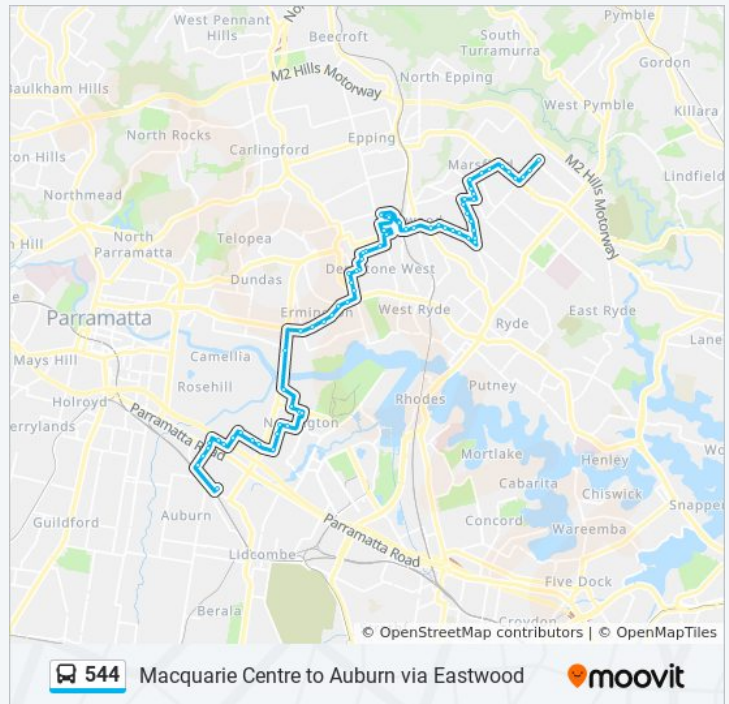 West Pennant
Hills
Beecroft
South
Turramurra
Pymble
Gordon
M2 Hills Motorway
North Epping
Baulkham Hills
West Pymble
Killara
North Rocks
Epping
Carlingford
Marsfield
M2 Hills Motorway
Lindfield
Northmead
North
Parramatta
Telopea
Dundas
Denistone West
Ermington
West Ryde
East Ryde
Ryde
Parramatta
Camellia
Mays Hill
Rosehill
Putney
Rhodes
Holroyd
Parramatta Road
Mortlake
Henley
Cabarita
Chiswick
Guildford
Auburn
Concord
Wareemba
Parramatta Road
Lidcombe
Five Dock
Berala
Croydon
© OpenStreetMap contributors | © OpenMapTiles
544 Macquarie Centre to Auburn via Eastwood
moovit